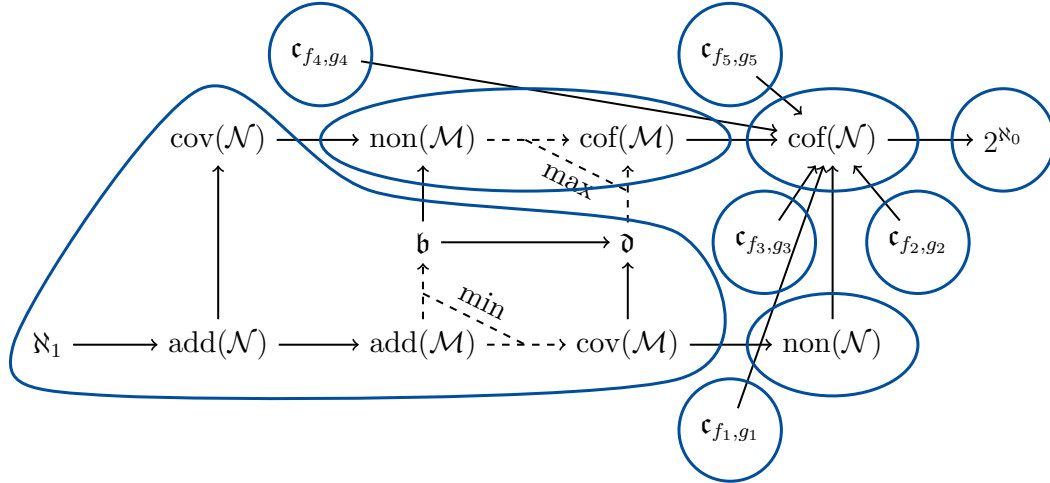 𝔠_{f_4,g_4} 𝔠_{f_5,g_5}
cov(𝒩) non(ℳ) cof(ℳ) cof(𝒩) 2^{ℵ_0}
max
𝔟 𝔡 𝔠_{f_3,g_3} 𝔠_{f_2,g_2}
min
ℵ_1 add(𝒩) add(ℳ) cov(ℳ) non(𝒩)
𝔠_{f_1,g_1}